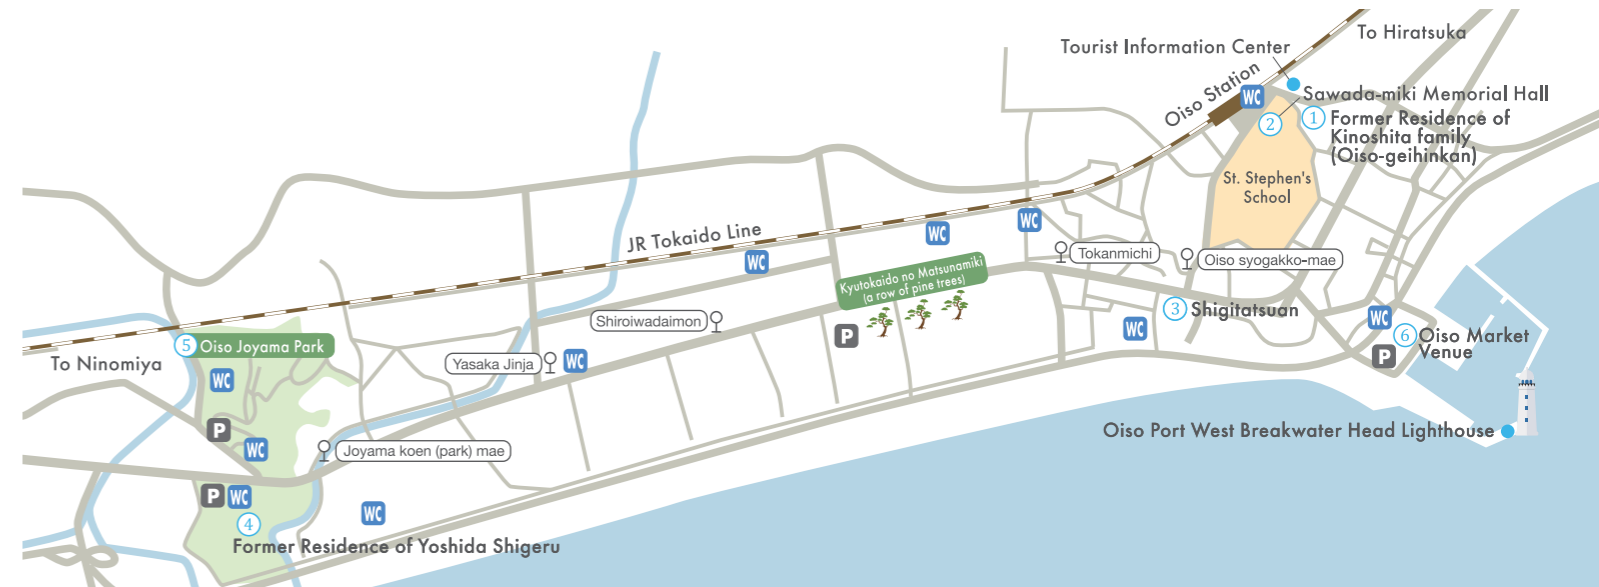 To Hiratsuka
Tourist Information Center
Oiso Station
WC
Sawada-miki Memorial Hall
2
1
Former Residence of
Kinoshita family
(Oiso-geihinkan)
St. Stephen's
School
JR Tokaido Line
WC
WC
WC
Tokanmichi
Oiso syogakko-mae
Kyutokaido no Matsunamiki
(a row of pine trees)
Shiroiwadaimon
P
WC
3
Shigitatsuan
WC
6
Oiso Market
Venue
P
5
Oiso Joyama Park
To Ninomiya
Yasaka Jinja
WC
WC
P
WC
Joyama koen (park) mae
Oiso Port West Breakwater Head Lighthouse
P
WC
WC
4
Former Residence of Yoshida Shigeru